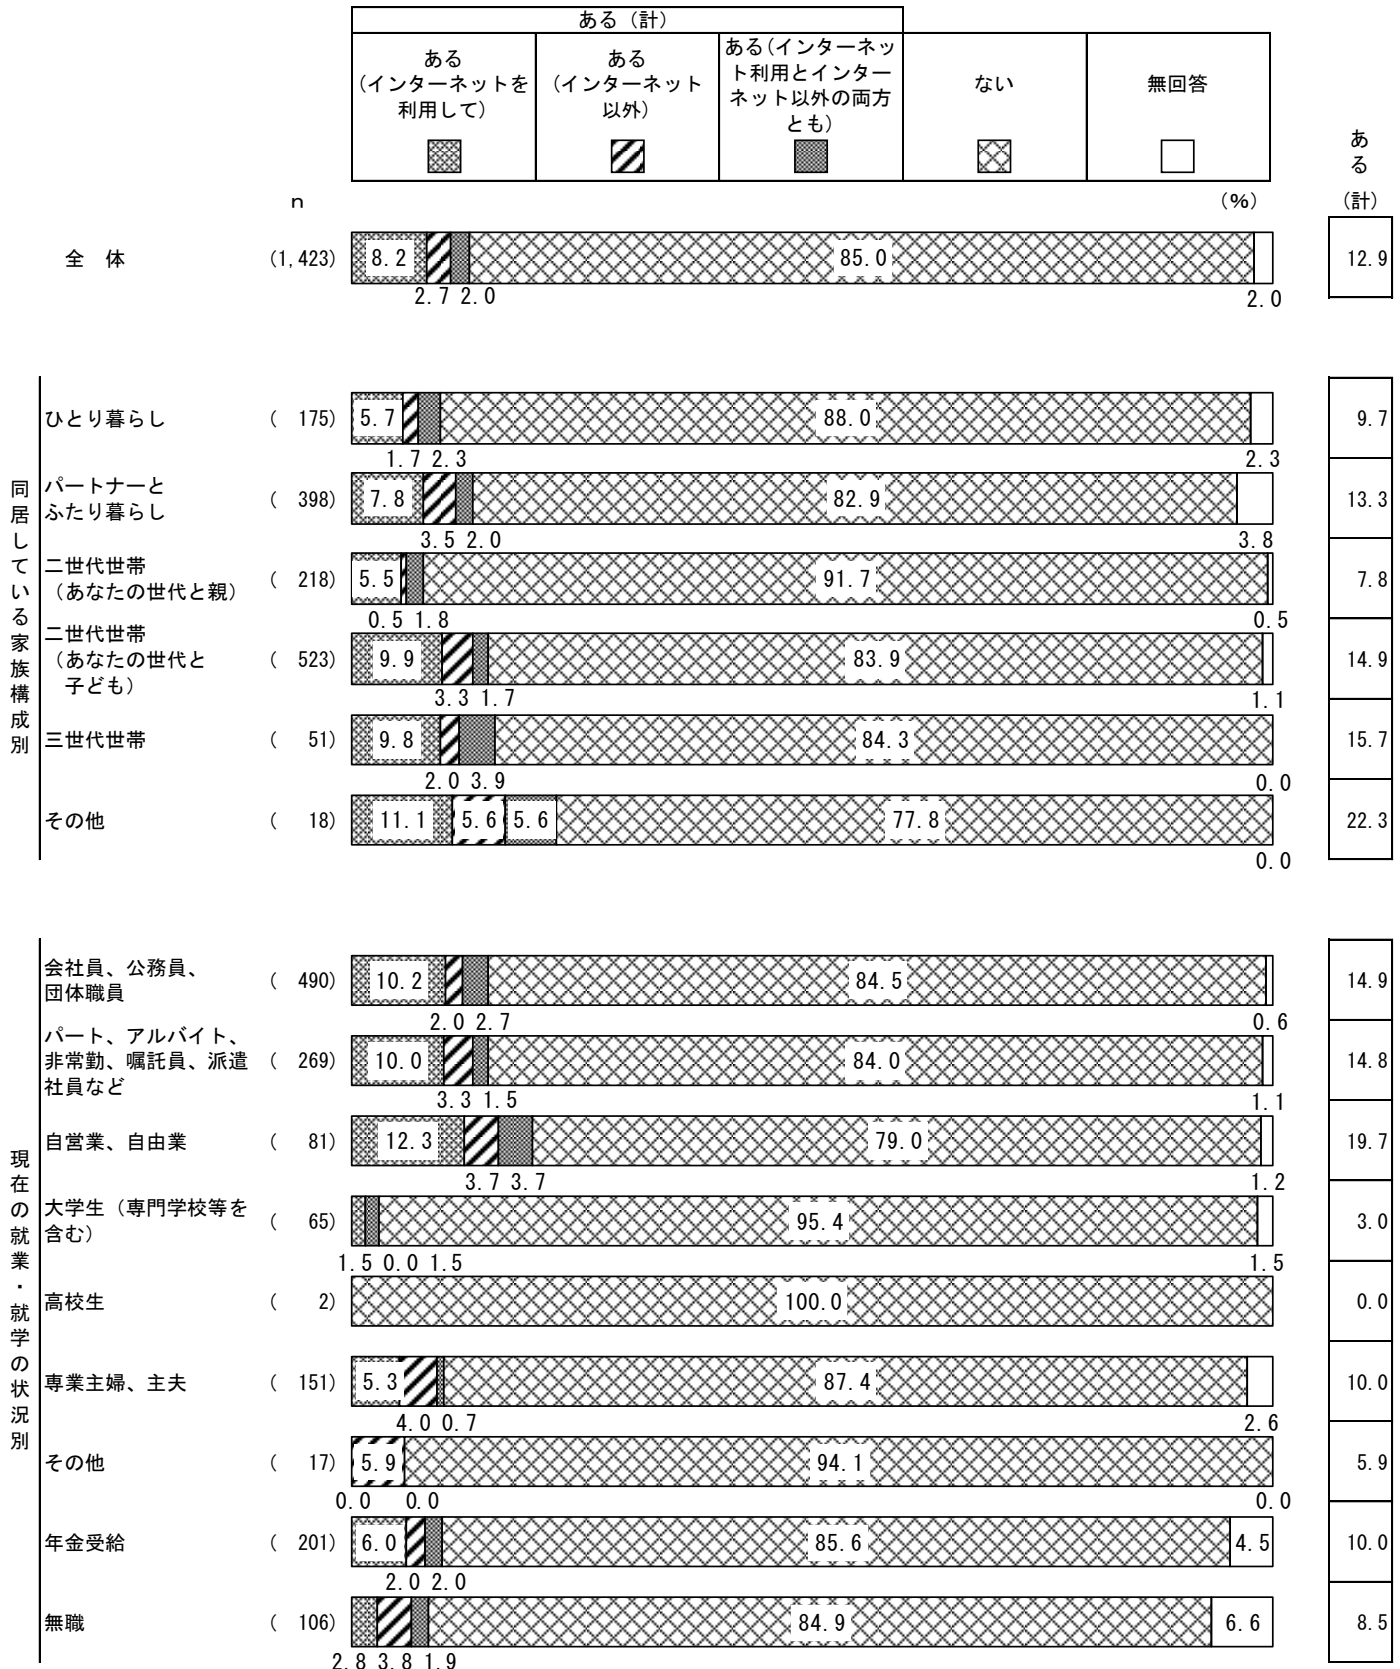 ある（計）
ある
（インターネットを
利用して）
ある
（インターネット
以外）
ある（インターネッ
ト利用とインター
ネット以外の両方
とも）
ない
無回答
ある
（計）
n
（%）
全　体
(1,423)
8.2
85.0
12.9
2.7 2.0
2.0
同居している家族構成別
ひとり暮らし
( 175)
5.7
88.0
9.7
1.7 2.3
2.3
パートナーと
ふたり暮らし
( 398)
7.8
82.9
13.3
3.5 2.0
3.8
二世代世帯
（あなたの世代と親）
( 218)
5.5
91.7
7.8
0.5 1.8
0.5
二世代世帯
（あなたの世代と
子ども）
( 523)
9.9
83.9
14.9
3.3 1.7
1.1
三世代世帯
( 51)
9.8
84.3
15.7
2.0 3.9
0.0
その他
( 18)
11.1
5.6
5.6
77.8
22.3
0.0
現在の就業・就学の状況別
会社員、公務員、
団体職員
( 490)
10.2
84.5
14.9
2.0 2.7
0.6
パート、アルバイト、
非常勤、嘱託員、派遣
社員など
( 269)
10.0
84.0
14.8
3.3 1.5
1.1
自営業、自由業
( 81)
12.3
79.0
19.7
3.7 3.7
1.2
大学生（専門学校等を
含む）
( 65)
95.4
3.0
1.5 0.0 1.5
1.5
高校生
( 2)
100.0
0.0
専業主婦、主夫
( 151)
5.3
87.4
10.0
4.0 0.7
2.6
その他
( 17)
5.9
94.1
5.9
0.0 0.0
0.0
年金受給
( 201)
6.0
85.6
4.5
10.0
2.0 2.0
無職
( 106)
84.9
6.6
8.5
2.8 3.8 1.9